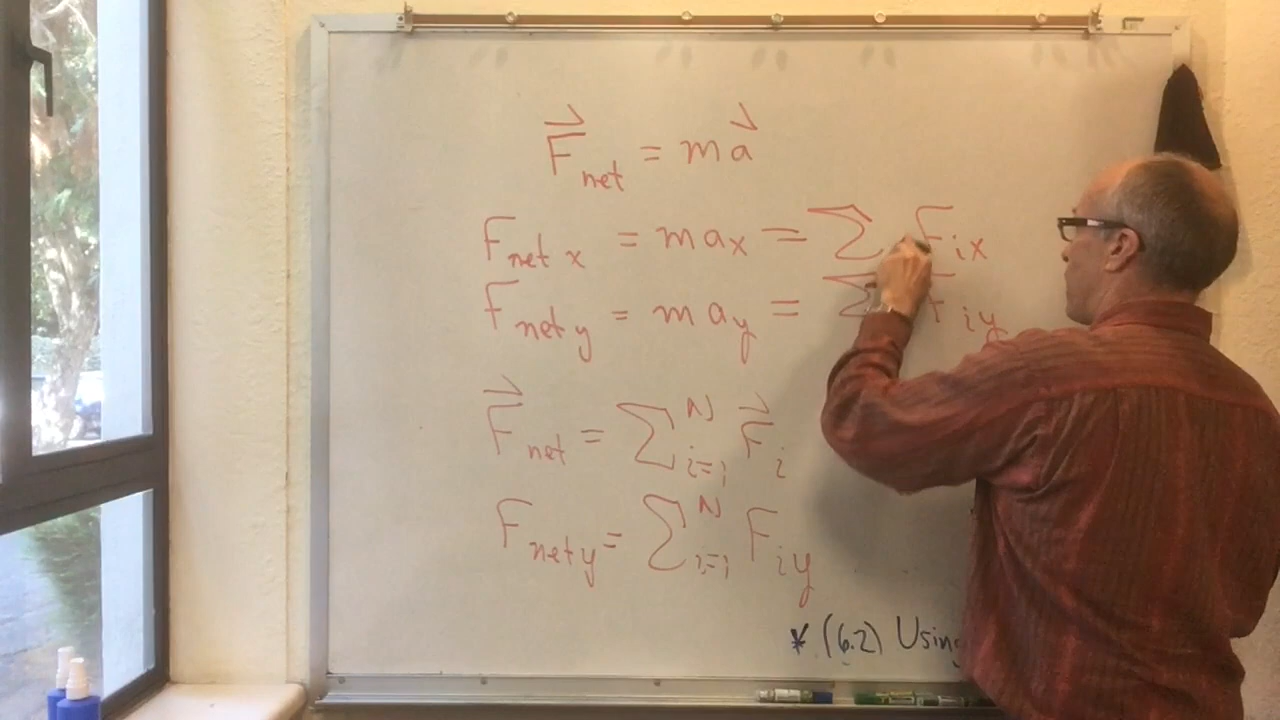 F⃗net = ma⃗
Fnet x = max = ∑ Fix
Fnet y = may = ∑ Fiy
F⃗net = ∑ᴺi=1 F⃗i
Fnet y = ∑ᴺi=1 Fiy
* (6.2) Using